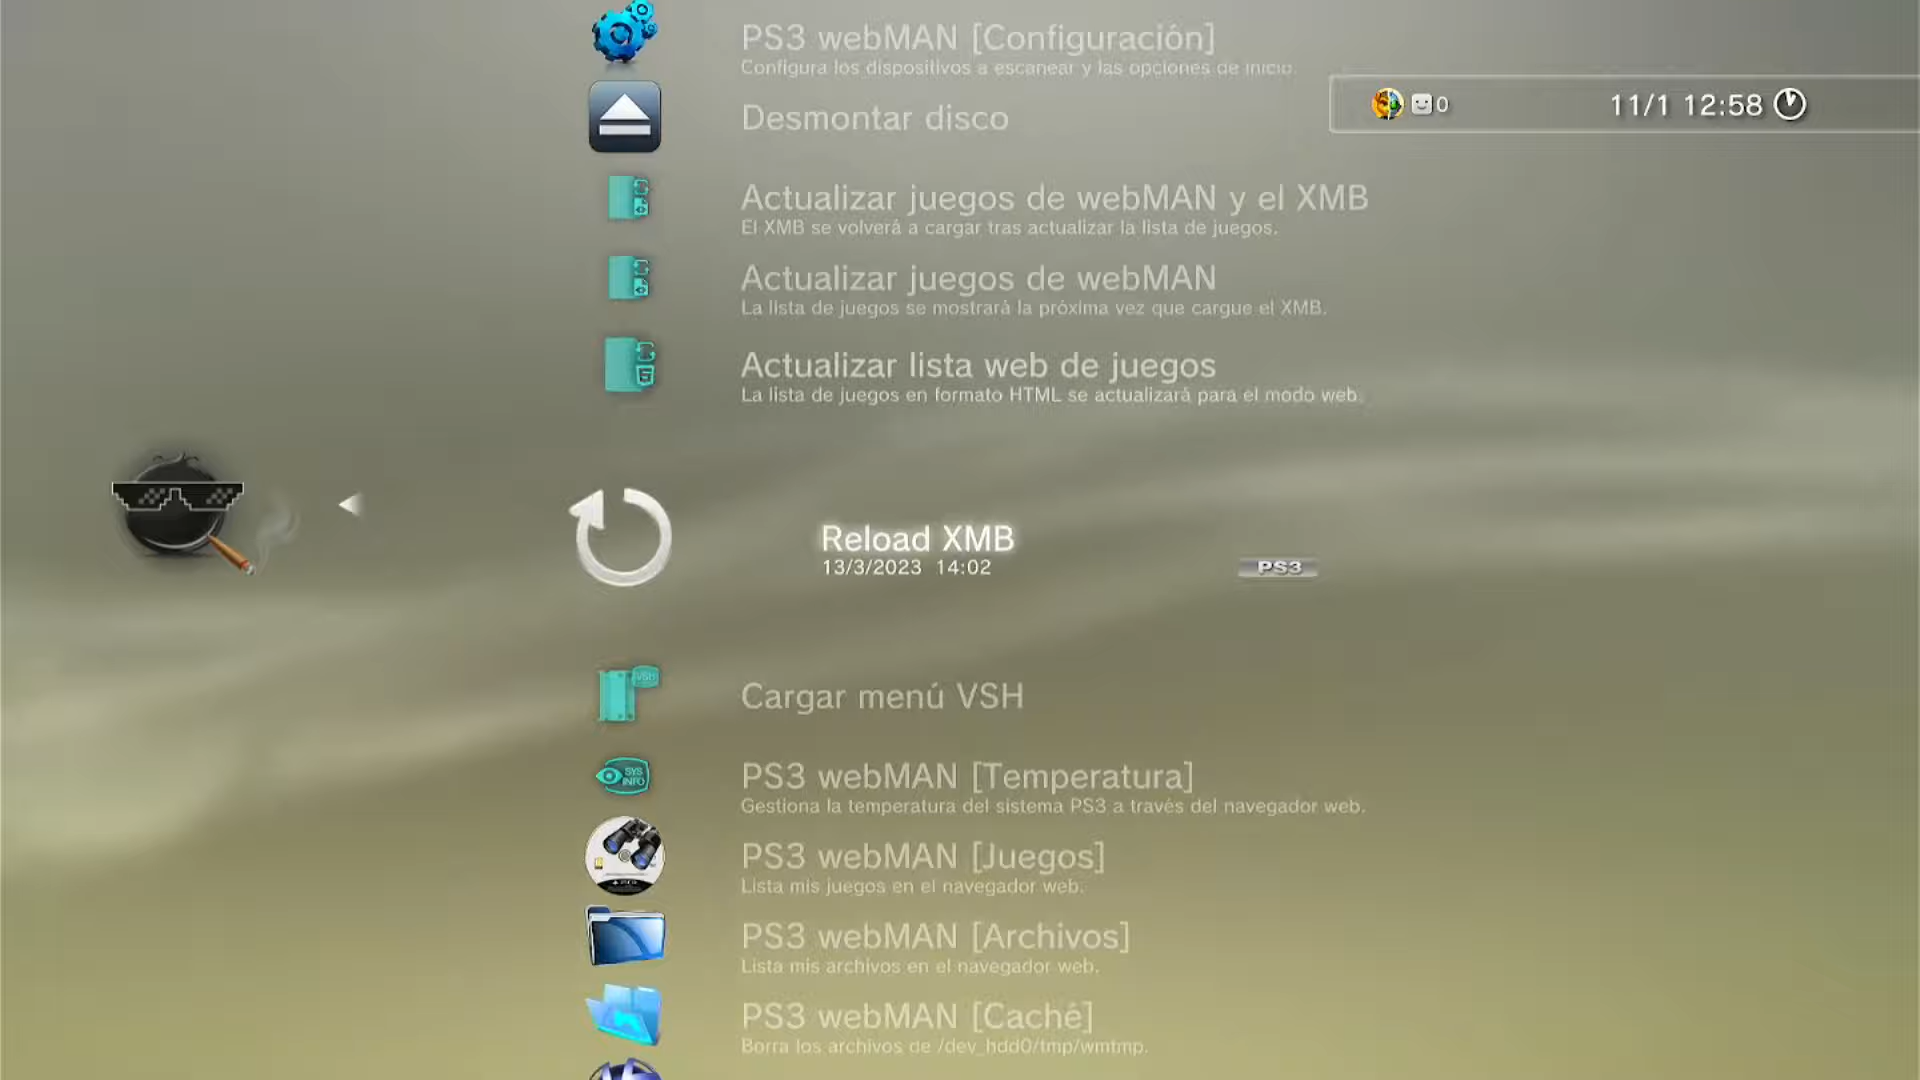 PS3 webMAN [Configuración]
Configura los dispositivos a escanear y las opciones de inicio.
0
11/1 12:58
Desmontar disco
Actualizar juegos de webMAN y el XMB
El XMB se volverá a cargar tras actualizar la lista de juegos.
Actualizar juegos de webMAN
La lista de juegos se mostrará la próxima vez que cargue el XMB.
Actualizar lista web de juegos
La lista de juegos en formato HTML se actualizará para el modo web.
Reload XMB
13/3/2023 14:02
PS3
VSH
Cargar menú VSH
SYS
INFO
PS3 webMAN [Temperatura]
Gestiona la temperatura del sistema PS3 a través del navegador web.
PS3 webMAN [Juegos]
Lista mis juegos en el navegador web.
PS3 webMAN [Archivos]
Lista mis archivos en el navegador web.
PS3 webMAN [Caché]
Borra los archivos de /dev_hdd0/tmp/wmtmp.